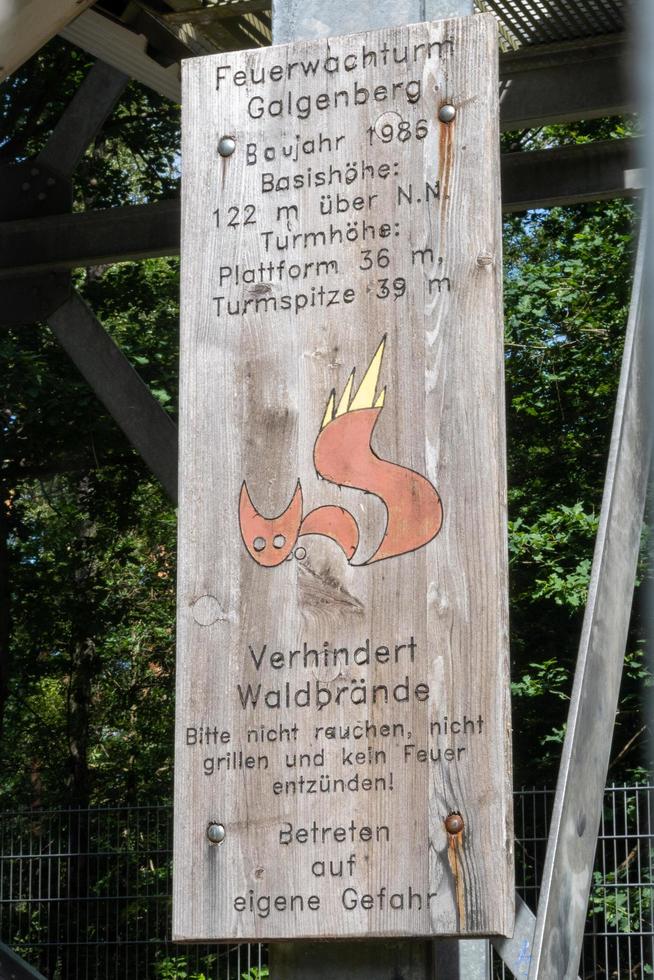 Feuerwachturm
Galgenberg
Baujahr 1986
Basishöhe:
122 m über N.N.
Turmhöhe:
Plattform 36 m,
Turmspitze 39 m
Verhindert
Waldbrände
Bitte nicht rauchen, nicht
grillen und kein Feuer
entzünden!
Betreten
auf
eigene Gefahr